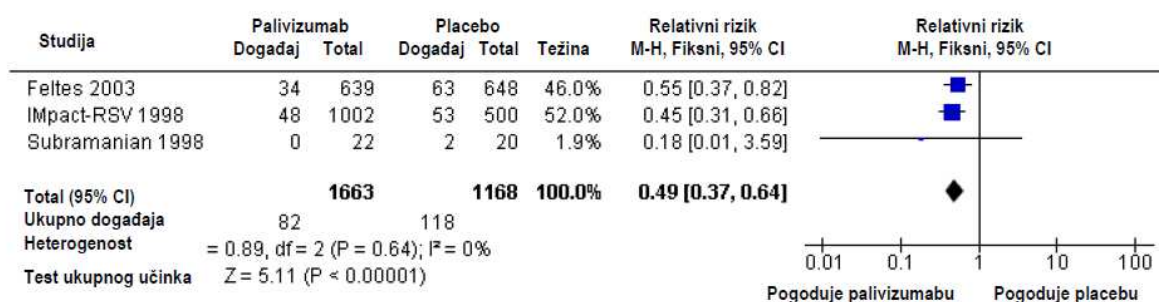 Studija Palivizumab Placebo Težina Relativni rizik Relativni rizik
Događaj Total Događaj Total M-H, Fiksni, 95% CI M-H, Fiksni, 95% CI
Feltes 2003 34 639 63 648 46.0% 0.55 [0.37, 0.82]
IMpact-RSV 1998 48 1002 53 500 52.0% 0.45 [0.31, 0.66]
Subramanian 1998 0 22 2 20 1.9% 0.18 [0.01, 3.59]
Total (95% CI) 1663 1168 100.0% 0.49 [0.37, 0.64]
Ukupno događaja 82 118
Heterogenost = 0.89, df = 2 (P = 0.64); I² = 0%
Test ukupnog učinka Z = 5.11 (P < 0.00001)
0.01 0.1 1 10 100
Pogoduje palivizumabu Pogoduje placebu